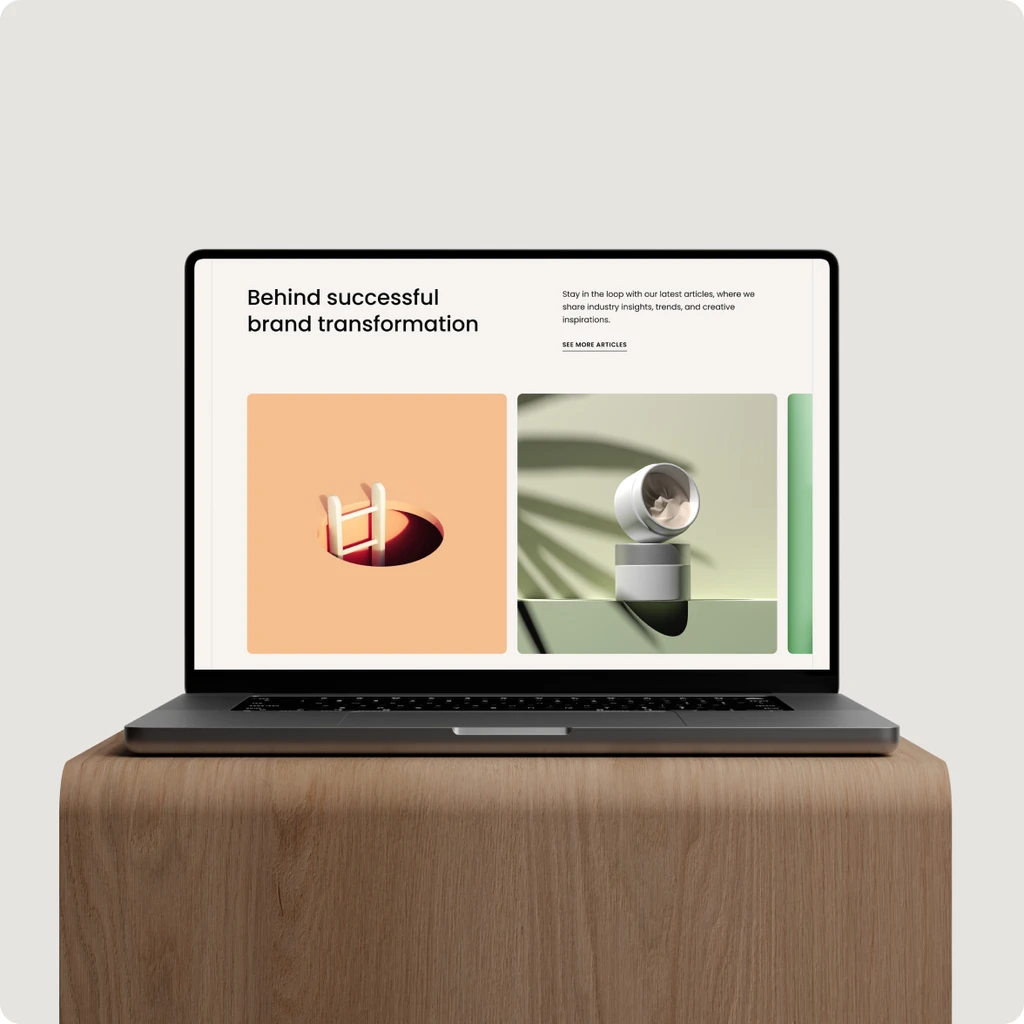 Behind successful
brand transformation
Stay in the loop with our latest articles, where we
share industry insights, trends, and creative
inspirations.
SEE MORE ARTICLES